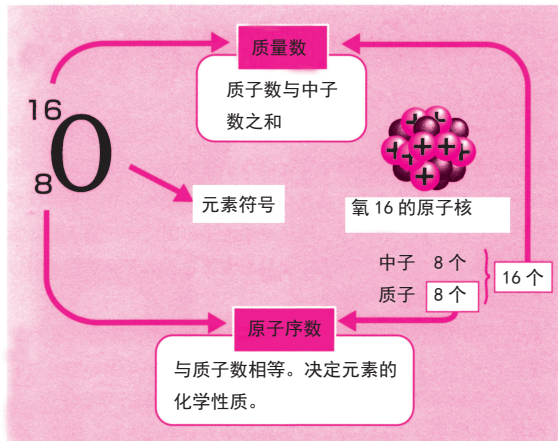 质量数
质子数与中子
数之和
16
8
O
元素符号
氧 16 的原子核
中子 8 个
质子 8 个
16 个
原子序数
与质子数相等。决定元素的
化学性质。